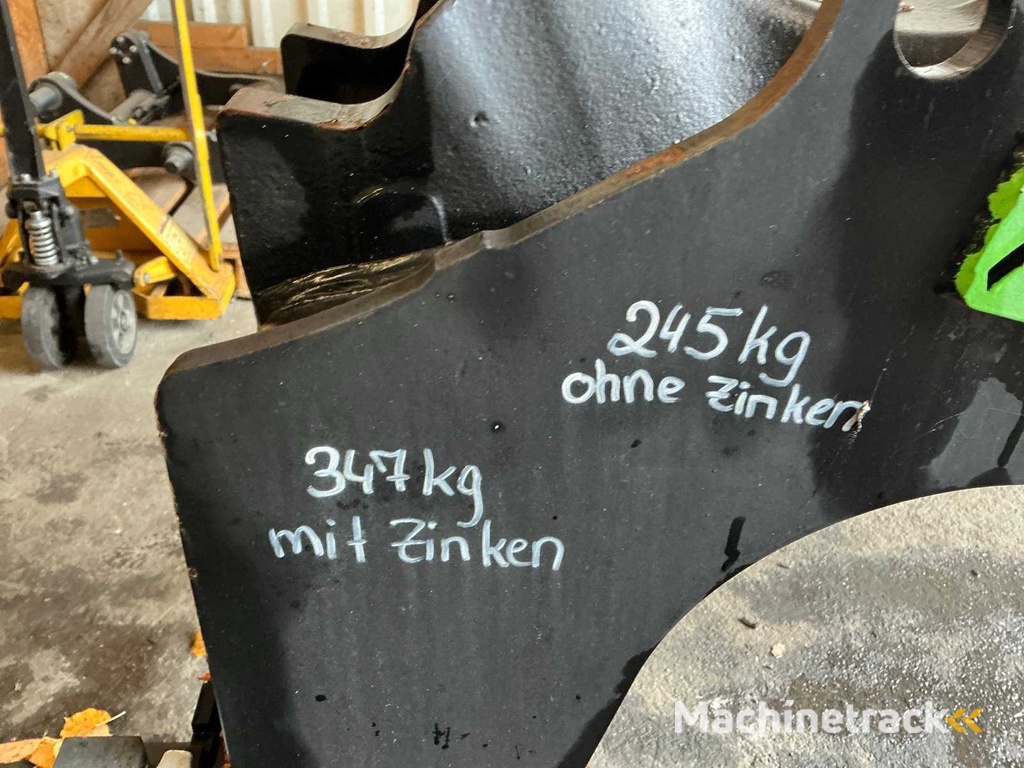 245kg
ohne Zinken
347kg
mit Zinken
Machinetrack